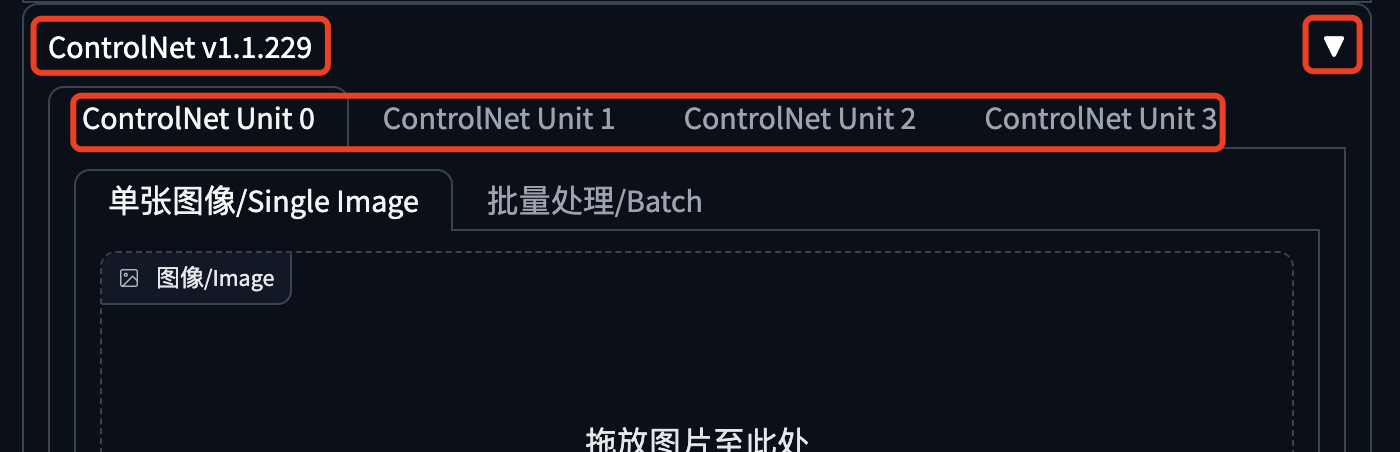 ControlNet v1.1.229
ControlNet Unit 0 ControlNet Unit 1 ControlNet Unit 2 ControlNet Unit 3
单张图像/Single Image 批量处理/Batch
图像/Image
拖放图片至此处